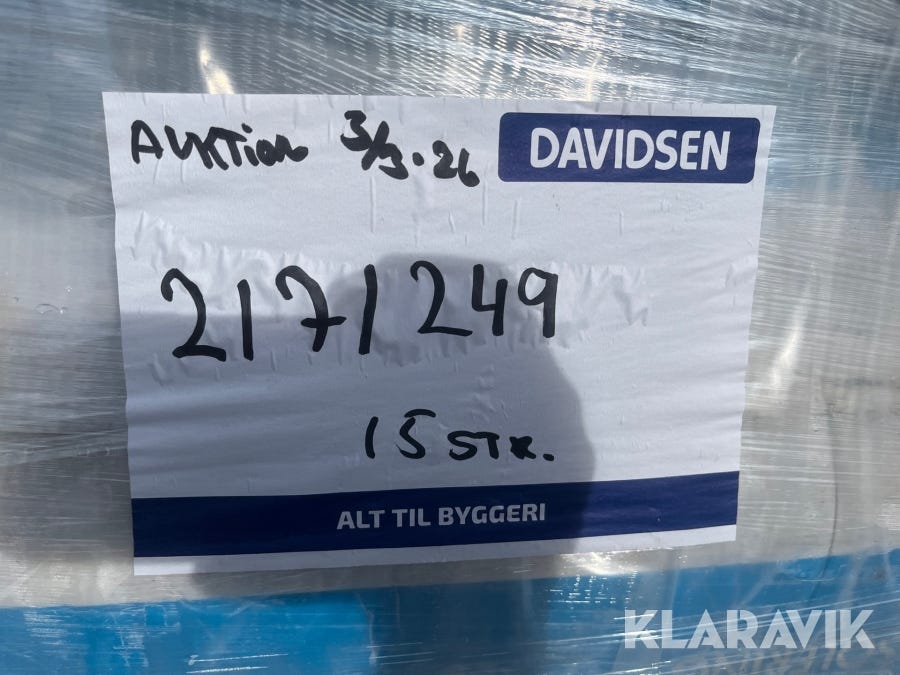 AUKTION 3/3.26
DAVIDSEN
217/249
15 STK.
ALT TIL BYGGERI
KLARAVIK